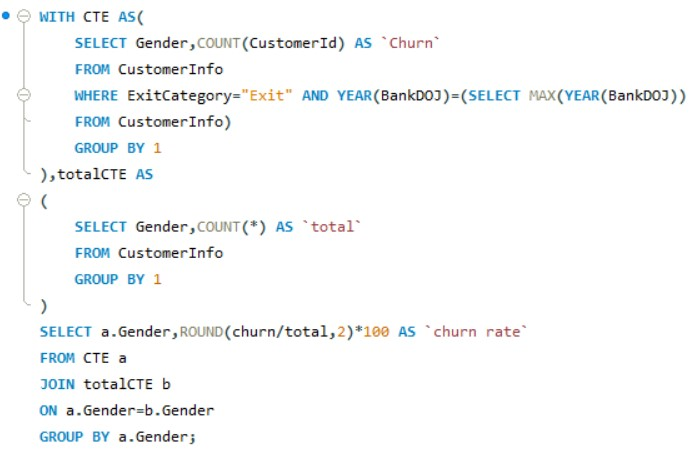 WITH CTE AS(
SELECT Gender,COUNT(CustomerId) AS `Churn`
FROM CustomerInfo
WHERE ExitCategory="Exit" AND YEAR(BankDOJ)=(SELECT MAX(YEAR(BankDOJ))
FROM CustomerInfo)
GROUP BY 1
),totalCTE AS
(
SELECT Gender,COUNT(*) AS `total`
FROM CustomerInfo
GROUP BY 1
)
SELECT a.Gender,ROUND(churn/total,2)*100 AS `churn rate`
FROM CTE a
JOIN totalCTE b
ON a.Gender=b.Gender
GROUP BY a.Gender;